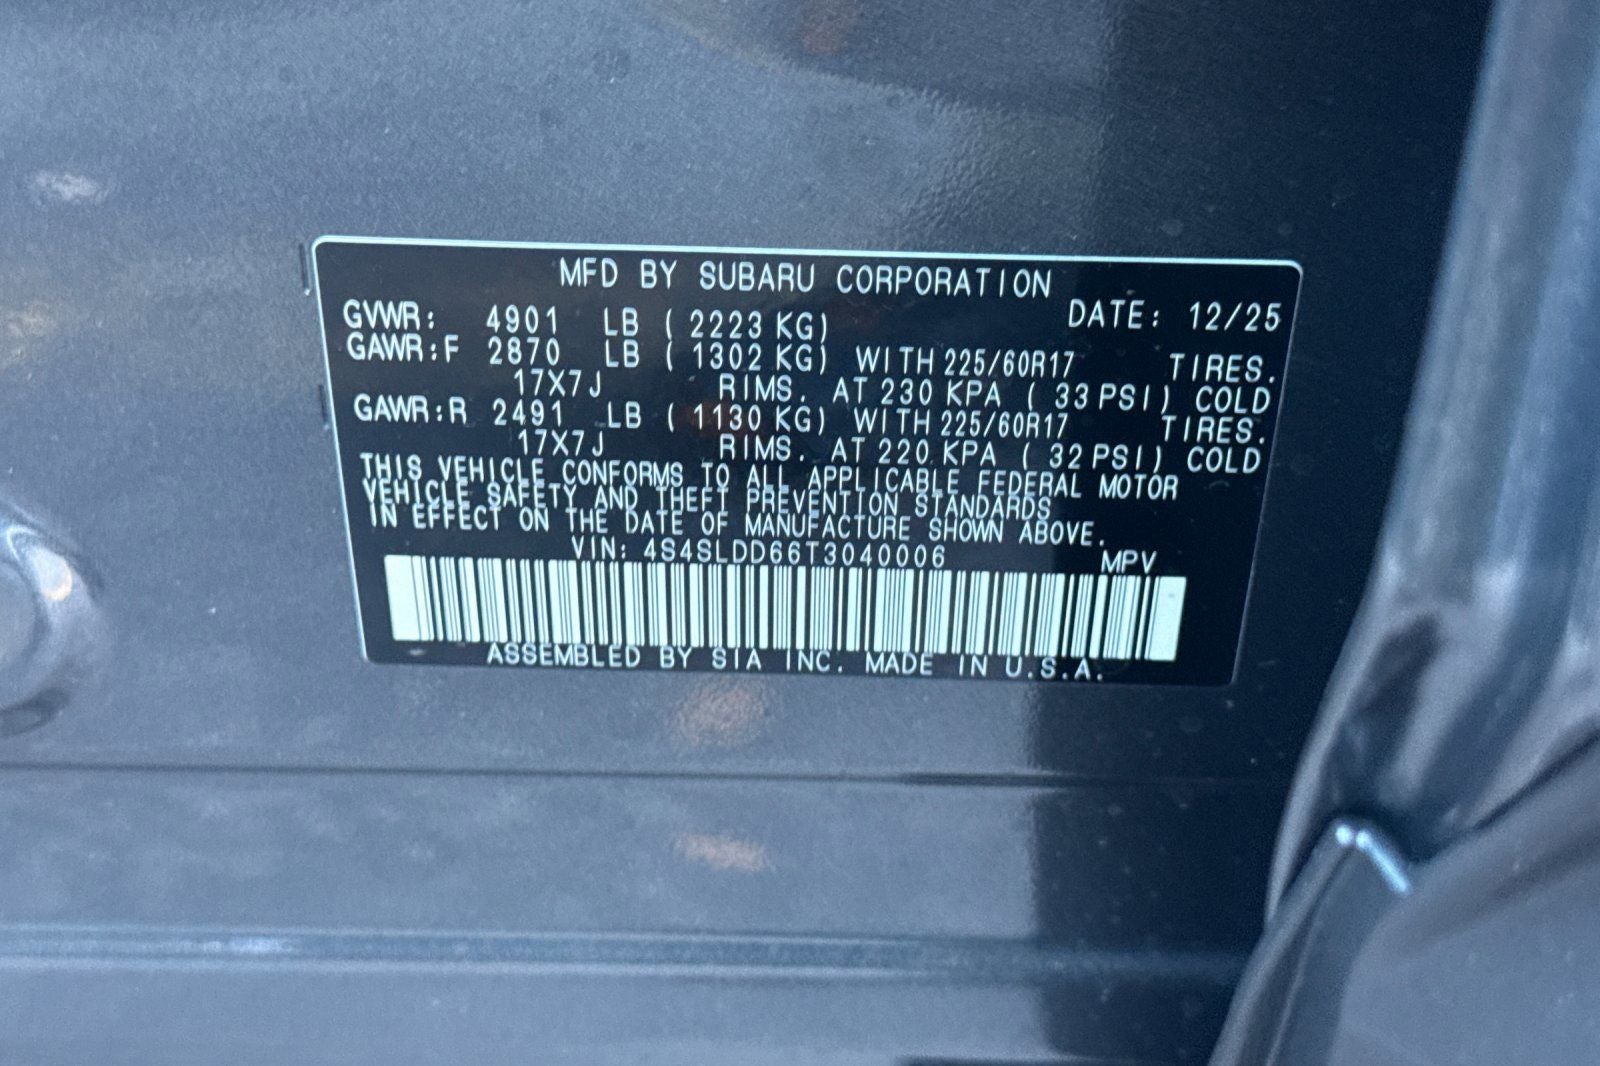 MFD BY SUBARU CORPORATION
DATE: 12/25
GVWR: 4901 LB ( 2223 KG)
GAWR:F 2870 LB ( 1302 KG) WITH 225/60R17 TIRES.
17X7J RIMS. AT 230 KPA ( 33 PSI) COLD
GAWR:R 2491 LB ( 1130 KG) WITH 225/60R17 TIRES.
17X7J RIMS. AT 220 KPA ( 32 PSI) COLD
THIS VEHICLE CONFORMS TO ALL APPLICABLE FEDERAL MOTOR
VEHICLE SAFETY AND THEFT PREVENTION STANDARDS
IN EFFECT ON THE DATE OF MANUFACTURE SHOWN ABOVE.
VIN: 4S4SLDD66T3040006 MPV
ASSEMBLED BY SIA INC. MADE IN U.S.A.